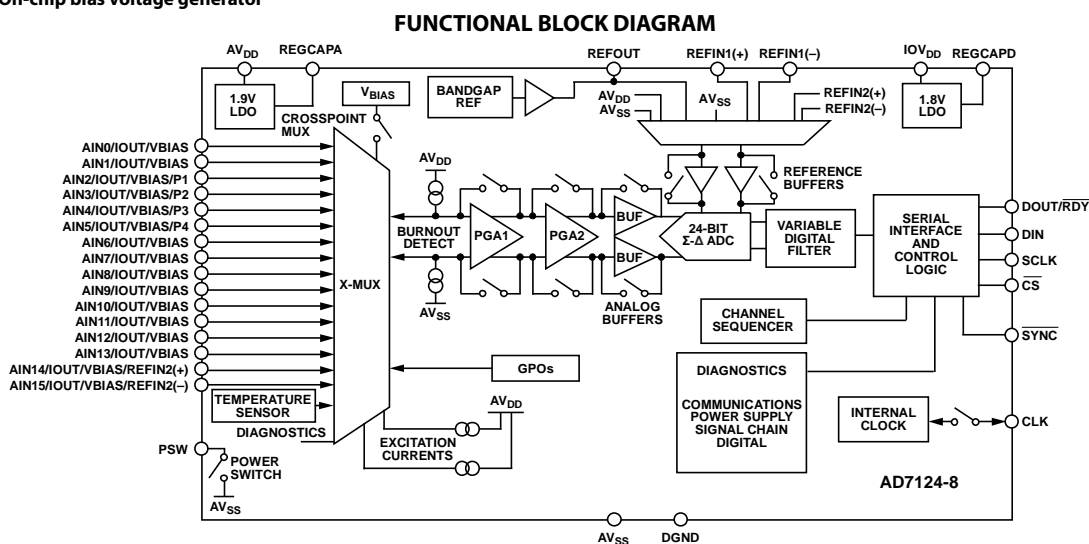 On-chip bias voltage generator
FUNCTIONAL BLOCK DIAGRAM
AVDD
REGCAPA
REFOUT
REFIN1(+)
REFIN1(–)
IOVDD
REGCAPD
1.9V
LDO
VBIAS
CROSSPOINT
MUX
BANDGAP
REF
AVDD
AVSS
AVSS
REFIN2(+)
REFIN2(–)
1.8V
LDO
AIN0/IOUT/VBIAS
AIN1/IOUT/VBIAS
AIN2/IOUT/VBIAS/P1
AIN3/IOUT/VBIAS/P2
AIN4/IOUT/VBIAS/P3
AIN5/IOUT/VBIAS/P4
AIN6/IOUT/VBIAS
AIN7/IOUT/VBIAS
AIN8/IOUT/VBIAS
AIN9/IOUT/VBIAS
AIN10/IOUT/VBIAS
AIN11/IOUT/VBIAS
AIN12/IOUT/VBIAS
AIN13/IOUT/VBIAS
AIN14/IOUT/VBIAS/REFIN2(+)
AIN15/IOUT/VBIAS/REFIN2(–)
TEMPERATURE
SENSOR
DIAGNOSTICS
PSW
POWER
SWITCH
AVSS
X-MUX
AVDD
BURNOUT
DETECT
AVSS
PGA1
PGA2
BUF
BUF
ANALOG
BUFFERS
REFERENCE
BUFFERS
24-BIT
Σ-Δ ADC
VARIABLE
DIGITAL
FILTER
SERIAL
INTERFACE
AND
CONTROL
LOGIC
DOUT/RDY
DIN
SCLK
CS
SYNC
CHANNEL
SEQUENCER
GPOs
AVDD
EXCITATION
CURRENTS
DIAGNOSTICS
COMMUNICATIONS
POWER SUPPLY
SIGNAL CHAIN
DIGITAL
INTERNAL
CLOCK
CLK
AD7124-8
AVSS
DGND